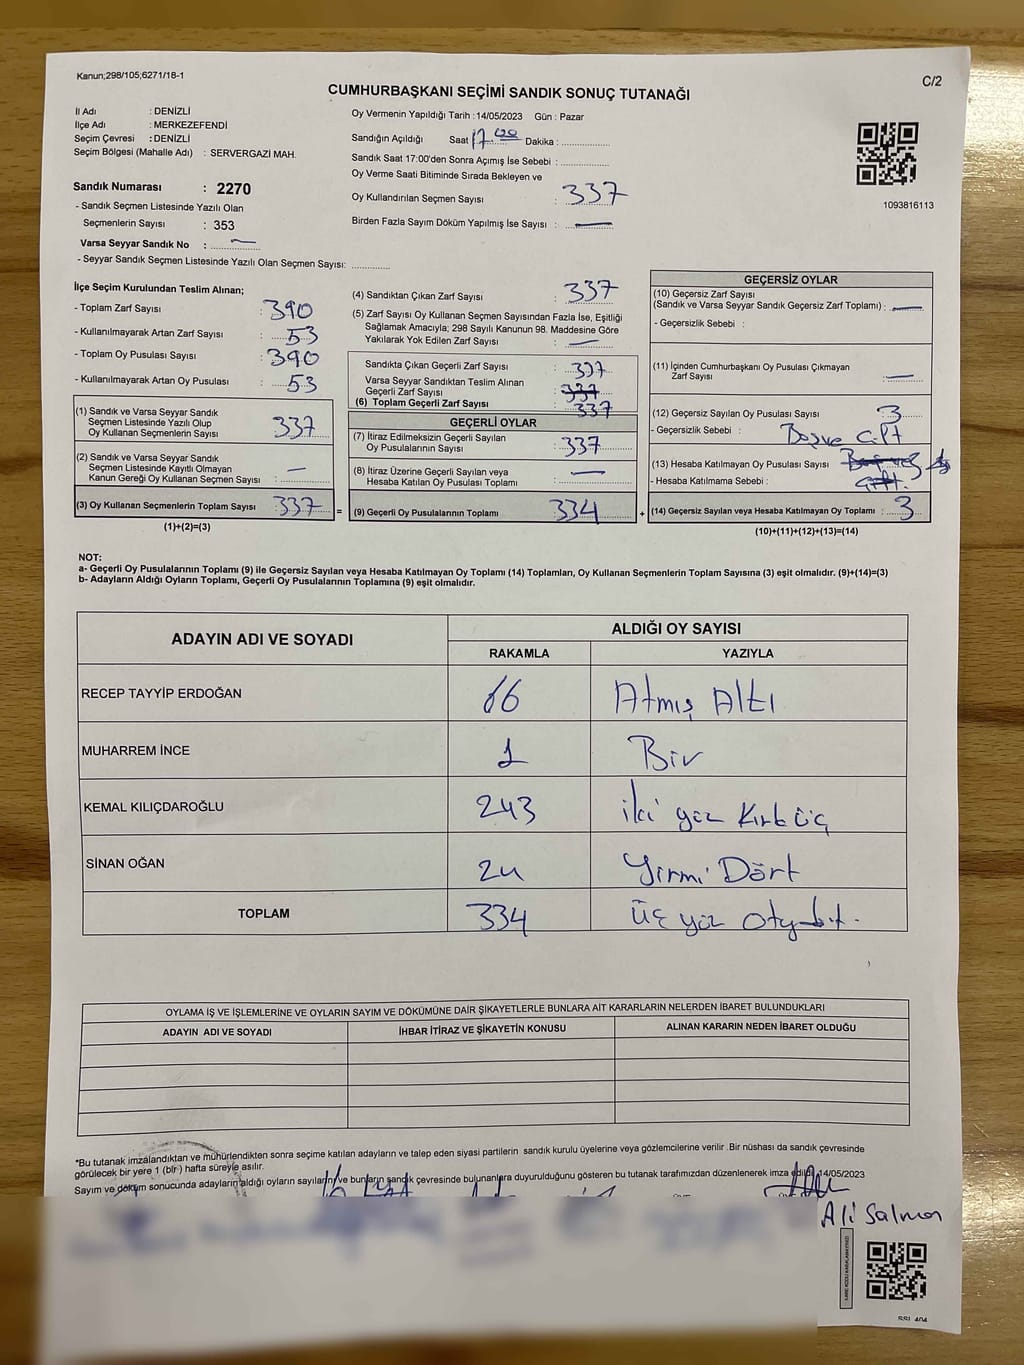 Kanun;298/105;6271/18-1
C/2
CUMHURBAŞKANI SEÇİMİ SANDIK SONUÇ TUTANAĞI
İl Adı : DENİZLİ
İlçe Adı : MERKEZEFENDİ
Seçim Çevresi : DENİZLİ
Seçim Bölgesi (Mahalle Adı) : SERVERGAZİ MAH.
Sandık Numarası : 2270
- Sandık Seçmen Listesinde Yazılı Olan
Seçmenlerin Sayısı : 353
Varsa Seyyar Sandık No : —
- Seyyar Sandık Seçmen Listesinde Yazılı Olan Seçmen Sayısı: ............
Oy Vermenin Yapıldığı Tarih : 14/05/2023 Gün : Pazar
Sandığın Açıldığı Saat 17.00 Dakika : ...............
Sandık Saat 17:00'den Sonra Açımış İse Sebebi : ...............
Oy Verme Saati Bitiminde Sırada Bekleyen ve
Oy Kullandırılan Seçmen Sayısı : 337
Birden Fazla Sayım Döküm Yapılmış İse Sayısı : —
1093816113
İlçe Seçim Kurulundan Teslim Alınan;
- Toplam Zarf Sayısı : 390
- Kullanılmayarak Artan Zarf Sayısı : 53
- Toplam Oy Pusulası Sayısı : 390
- Kullanılmayarak Artan Oy Pusulası : 53
(1) Sandık ve Varsa Seyyar Sandık
Seçmen Listesinde Yazılı Olup
Oy Kullanan Seçmenlerin Sayısı : 337
(2) Sandık ve Varsa Seyyar Sandık
Seçmen Listesinde Kayıtlı Olmayan
Kanun Gereği Oy Kullanan Seçmen Sayısı : —
(3) Oy Kullanan Seçmenlerin Toplam Sayısı : 337 =
(1)+(2)=(3)
(4) Sandıktan Çıkan Zarf Sayısı : 337
(5) Zarf Sayısı Oy Kullanan Seçmen Sayısından Fazla İse, Eşitliği
Sağlamak Amacıyla; 298 Sayılı Kanunun 98. Maddesine Göre
Yakılarak Yok Edilen Zarf Sayısı : —
Sandıkta Çıkan Geçerli Zarf Sayısı : 337
Varsa Seyyar Sandıktan Teslim Alınan
Geçerli Zarf Sayısı : 337
(6) Toplam Geçerli Zarf Sayısı : 337
GEÇERLİ OYLAR
(7) İtiraz Edilmeksizin Geçerli Sayılan
Oy Pusulasının Sayısı : 337
(8) İtiraz Üzerine Geçerli Sayılan veya
Hesaba Katılan Oy Pusulası Toplamı : —
(9) Geçerli Oy Pusulalarının Toplamı : 334 +
GEÇERSİZ OYLAR
(10) Geçersiz Zarf Sayısı
(Sandık ve Varsa Seyyar Sandık Geçersiz Zarf Toplamı) : —
- Geçersizlik Sebebi :
(11) İçinden Cumhurbaşkanı Oy Pusulası Çıkmayan
Zarf Sayısı : —
(12) Geçersiz Sayılan Oy Pusulası Sayısı : 3
- Geçersizlik Sebebi : Boş ve Çift
(13) Hesaba Katılmayan Oy Pusulası Sayısı :
- Hesaba Katılmama Sebebi : Çift.
(14) Geçersiz Sayılan veya Hesaba Katılmayan Oy Toplamı : 3
(10)+(11)+(12)+(13)=(14)
NOT:
a- Geçerli Oy Pusulalarının Toplamı (9) ile Geçersiz Sayılan veya Hesaba Katılmayan Oy Toplamı (14) Toplamları, Oy Kullanan Seçmenlerin Toplam Sayısına (3) eşit olmalıdır. (9)+(14)=(3)
b- Adayların Aldığı Oyların Toplamı, Geçerli Oy Pusulalarının Toplamına (9) eşit olmalıdır.
ADAYIN ADI VE SOYADI
ALDIĞI OY SAYISI
RAKAMLA YAZIYLA
RECEP TAYYİP ERDOĞAN 66 Atmış Altı
MUHARREM İNCE 1 Bir
KEMAL KILIÇDAROĞLU 243 iki yüz Kırk üç
SİNAN OĞAN 24 Yirmi Dört
TOPLAM 334 üç yüz
OYLAMA İŞ VE İŞLEMLERİNE VE OYLARIN SAYIM VE DÖKÜMÜNE DAİR ŞİKAYETLERLE BUNLARA AİT KARARLARIN NELERDEN İBARET BULUNDUKLARI
ADAYIN ADI VE SOYADI İHBAR İTİRAZ VE ŞİKAYETİN KONUSU ALINAN KARARIN NEDEN İBARET OLDUĞU
*Bu tutanak imzalandıktan ve mühürlendikten sonra seçime katılan adayların ve talep eden siyasi partilerin sandık kurulu üyelerine veya gözlemcilerine verilir. Bir nüshası da sandık çevresinde
görülecek bir yere 1 (bir) hafta süreyle asılır.
Sayım ve döküm sonucunda adayların aldığı oyların sayılarını ve bunların sandık çevresinde bulunanlara duyurulduğunu gösteren bu tutanak tarafımızdan düzenlenerek imza edildi. 14/05/2023
Ali Salman